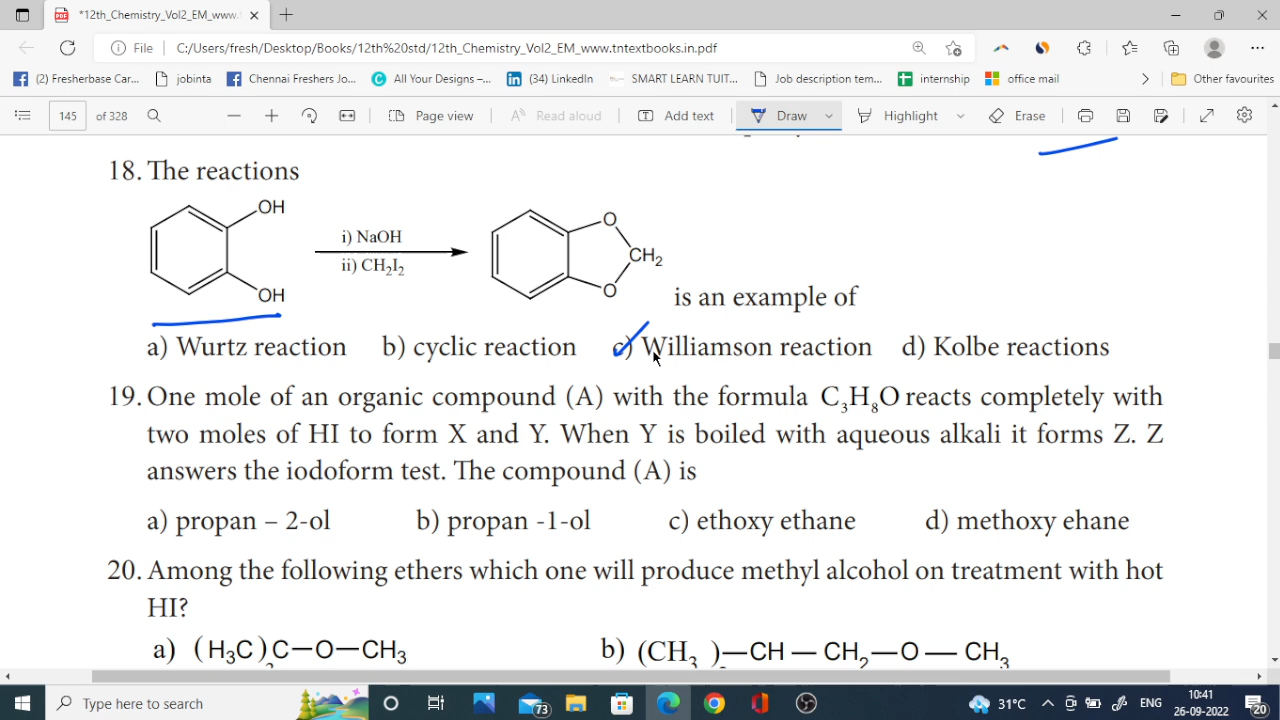 *12th_Chemistry_Vol2_EM_www.
File C:/Users/fresh/Desktop/Books/12th%20std/12th_Chemistry_Vol2_EM_www.tntextbooks.in.pdf
(2) Fresherbase Car... jobinta Chennai Freshers Jo... All Your Designs –... (34) LinkedIn SMART LEARN TUIT... Job description tem... internship office mail Other favourites
145 of 328 Page view Read aloud Add text Draw Highlight Erase
18. The reactions
OH
OH
i) NaOH
ii) CH₂I₂
O
CH₂
O
is an example of
a) Wurtz reaction b) cyclic reaction c) Williamson reaction d) Kolbe reactions
19. One mole of an organic compound (A) with the formula C₃H₈O reacts completely with
two moles of HI to form X and Y. When Y is boiled with aqueous alkali it forms Z. Z
answers the iodoform test. The compound (A) is
a) propan – 2-ol b) propan -1-ol c) ethoxy ethane d) methoxy ehane
20. Among the following ethers which one will produce methyl alcohol on treatment with hot
HI?
a) (H₃C)C–O–CH₃ b) (CH₃)–CH–CH₂–O–CH₃
Type here to search 73 31°C ENG 10:41
26-09-2022 20